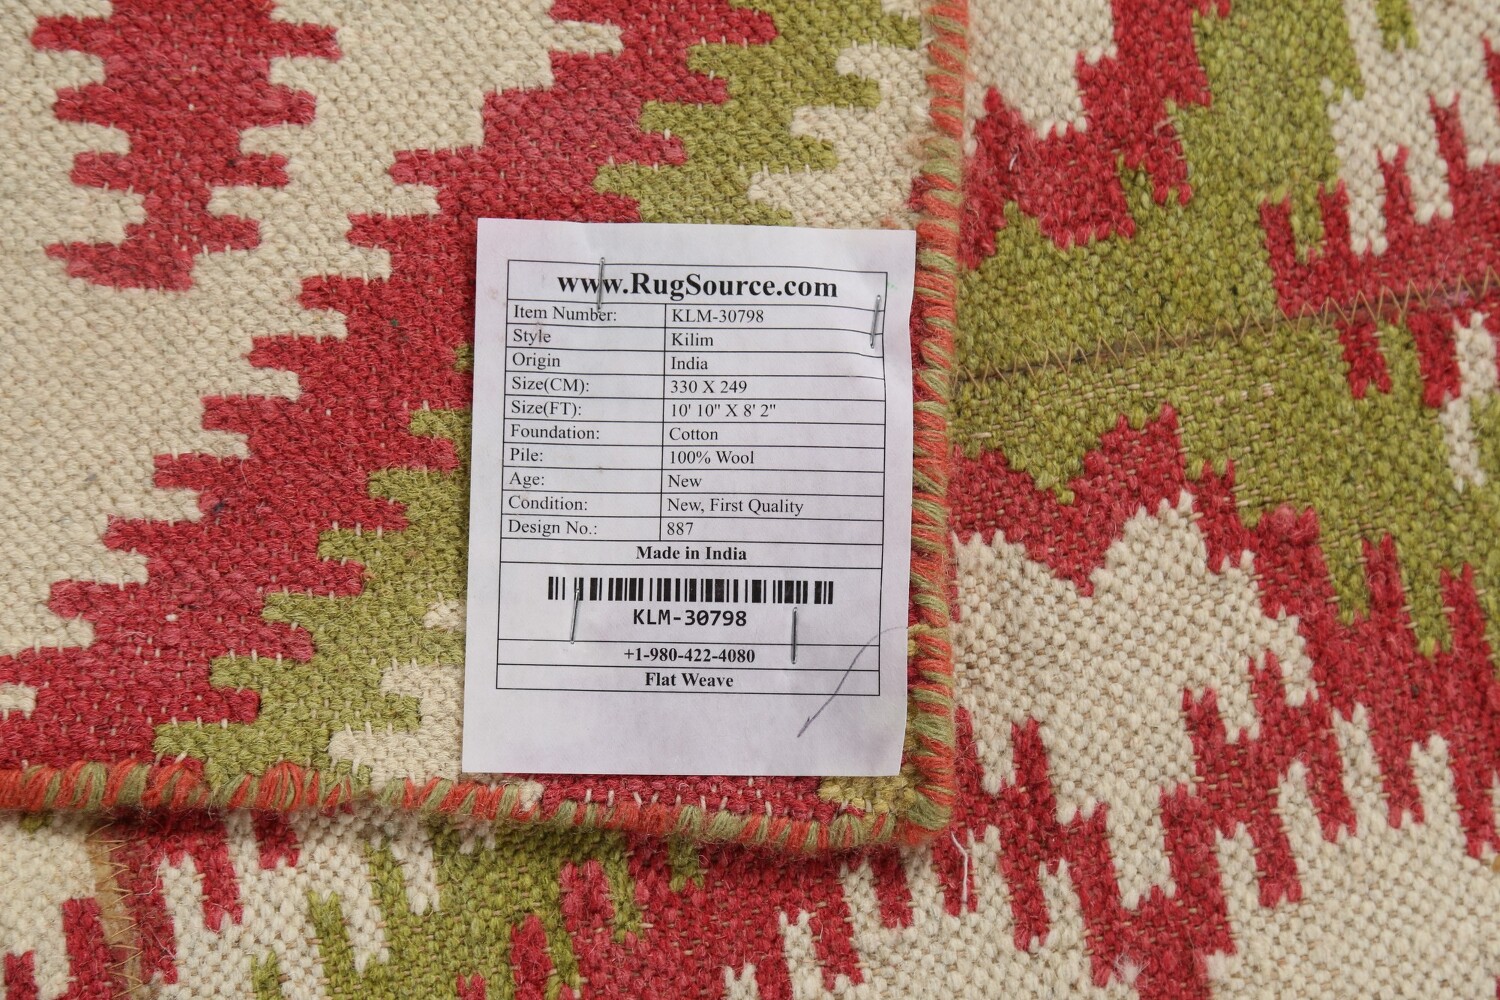 www.RugSource.com
Item Number: KLM-30798
Style Kilim
Origin India
Size(CM): 330 X 249
Size(FT): 10' 10" X 8' 2"
Foundation: Cotton
Pile: 100% Wool
Age: New
Condition: New, First Quality
Design No.: 887
Made in India
KLM-30798
+1-980-422-4080
Flat Weave